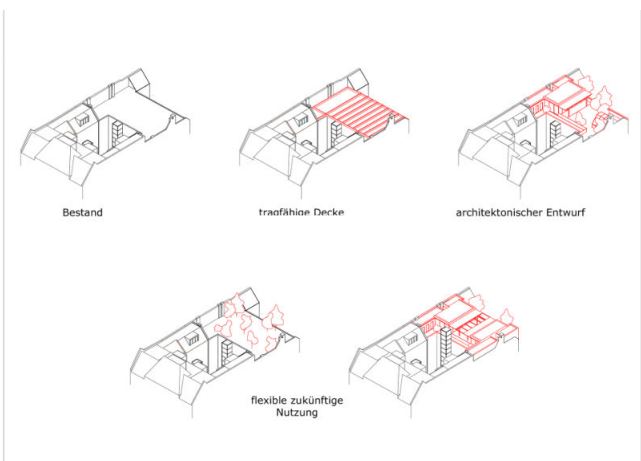 Bestand
tragfähige Decke
architektonischer Entwurf
flexible zukünftige
Nutzung